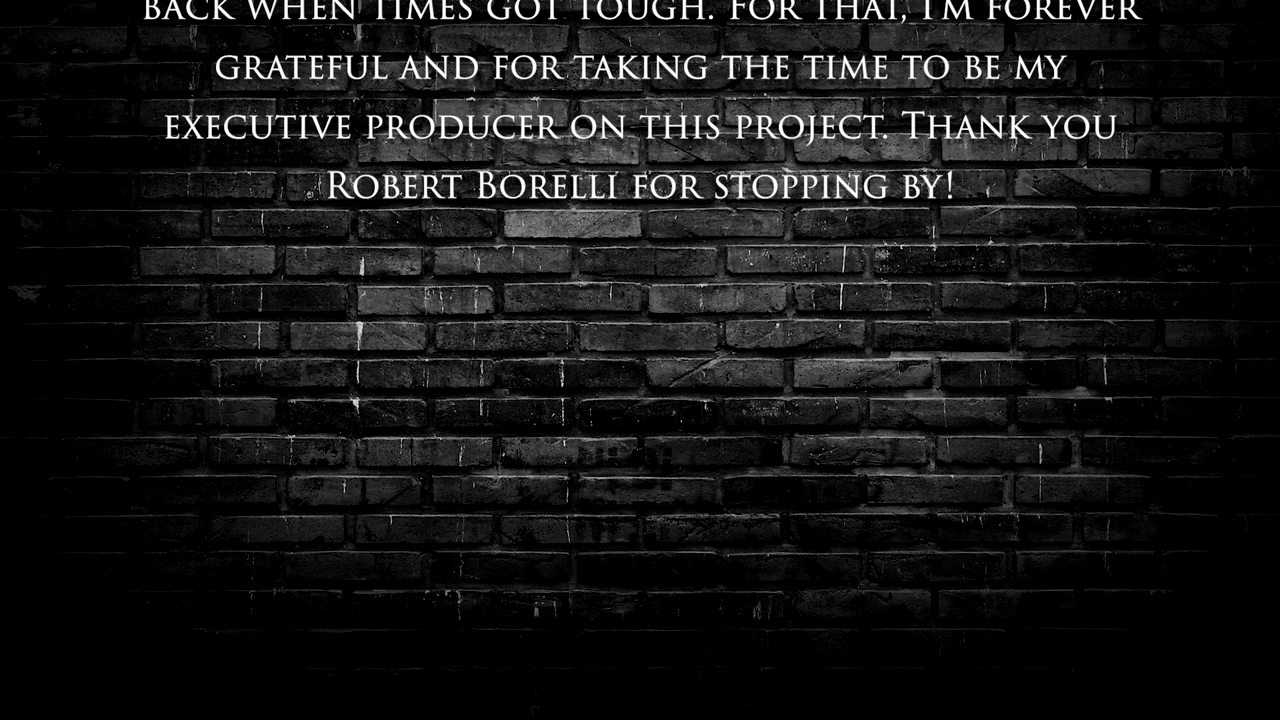 BACK WHEN TIMES GOT TOUGH. FOR THAT, I'M FOREVER
GRATEFUL AND FOR TAKING THE TIME TO BE MY
EXECUTIVE PRODUCER ON THIS PROJECT. THANK YOU
ROBERT BORELLI FOR STOPPING BY!